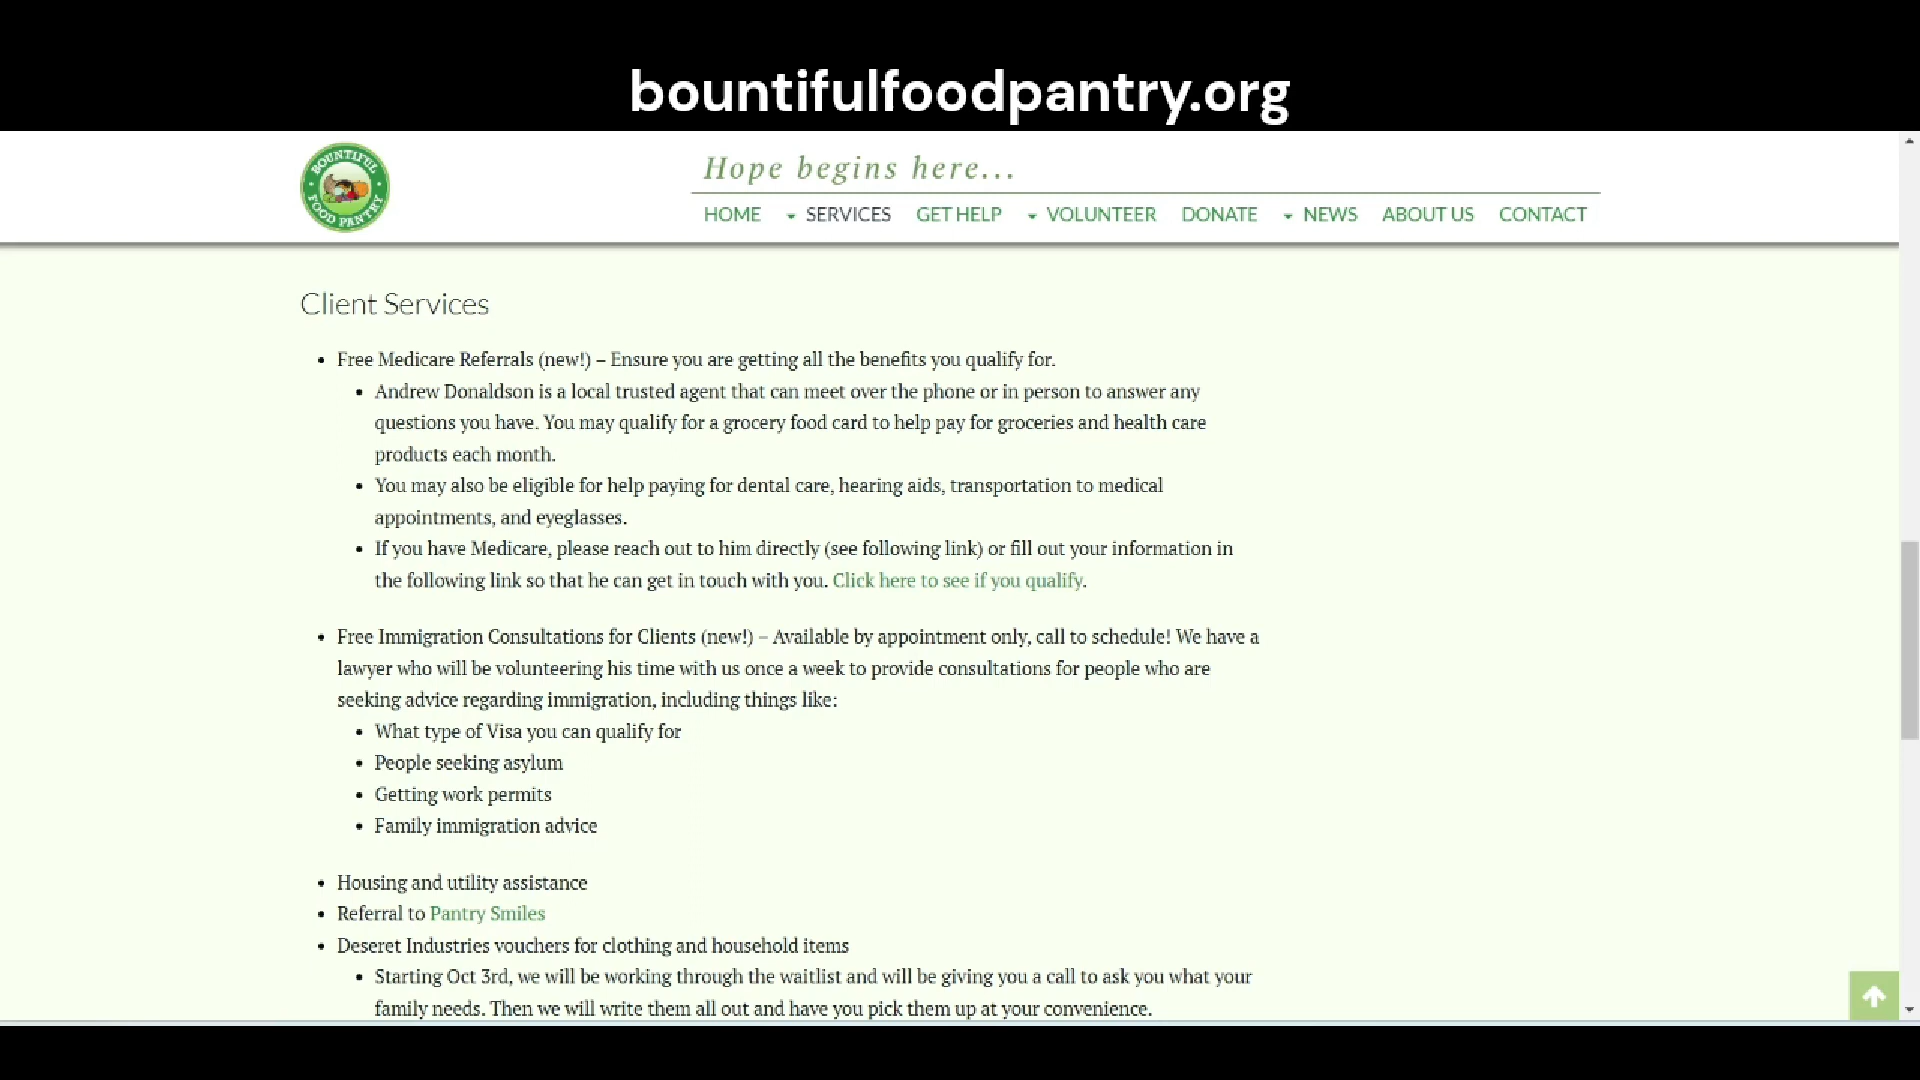 bountifulfoodpantry.org
BOUNTIFUL
FOOD PANTRY
Hope begins here...
HOME SERVICES GET HELP VOLUNTEER DONATE NEWS ABOUT US CONTACT
Client Services
• Free Medicare Referrals (new!) – Ensure you are getting all the benefits you qualify for.
• Andrew Donaldson is a local trusted agent that can meet over the phone or in person to answer any
questions you have. You may qualify for a grocery food card to help pay for groceries and health care
products each month.
• You may also be eligible for help paying for dental care, hearing aids, transportation to medical
appointments, and eyeglasses.
• If you have Medicare, please reach out to him directly (see following link) or fill out your information in
the following link so that he can get in touch with you. Click here to see if you qualify.
• Free Immigration Consultations for Clients (new!) – Available by appointment only, call to schedule! We have a
lawyer who will be volunteering his time with us once a week to provide consultations for people who are
seeking advice regarding immigration, including things like:
• What type of Visa you can qualify for
• People seeking asylum
• Getting work permits
• Family immigration advice
• Housing and utility assistance
• Referral to Pantry Smiles
• Deseret Industries vouchers for clothing and household items
• Starting Oct 3rd, we will be working through the waitlist and will be giving you a call to ask you what your
family needs. Then we will write them all out and have you pick them up at your convenience.